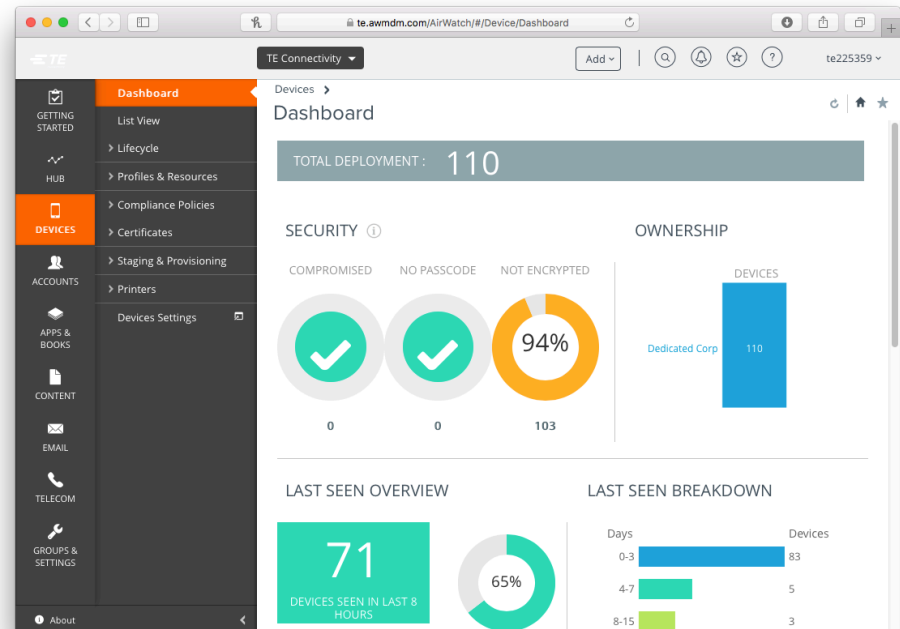 te.awmdm.com/AirWatch/#/Device/Dashboard
TE
TE Connectivity
Add
te225359
GETTING
STARTED
HUB
DEVICES
ACCOUNTS
APPS &
BOOKS
CONTENT
EMAIL
TELECOM
GROUPS &
SETTINGS
About
Dashboard
List View
Lifecycle
Profiles & Resources
Compliance Policies
Certificates
Staging & Provisioning
Printers
Devices Settings
Devices
Dashboard
TOTAL DEPLOYMENT : 110
SECURITY
COMPROMISED NO PASSCODE NOT ENCRYPTED
94%
0 0 103
OWNERSHIP
DEVICES
Dedicated Corp 110
LAST SEEN OVERVIEW
71
DEVICES SEEN IN LAST 8
HOURS
65%
LAST SEEN BREAKDOWN
Days Devices
0-3 83
4-7 5
8-15 3